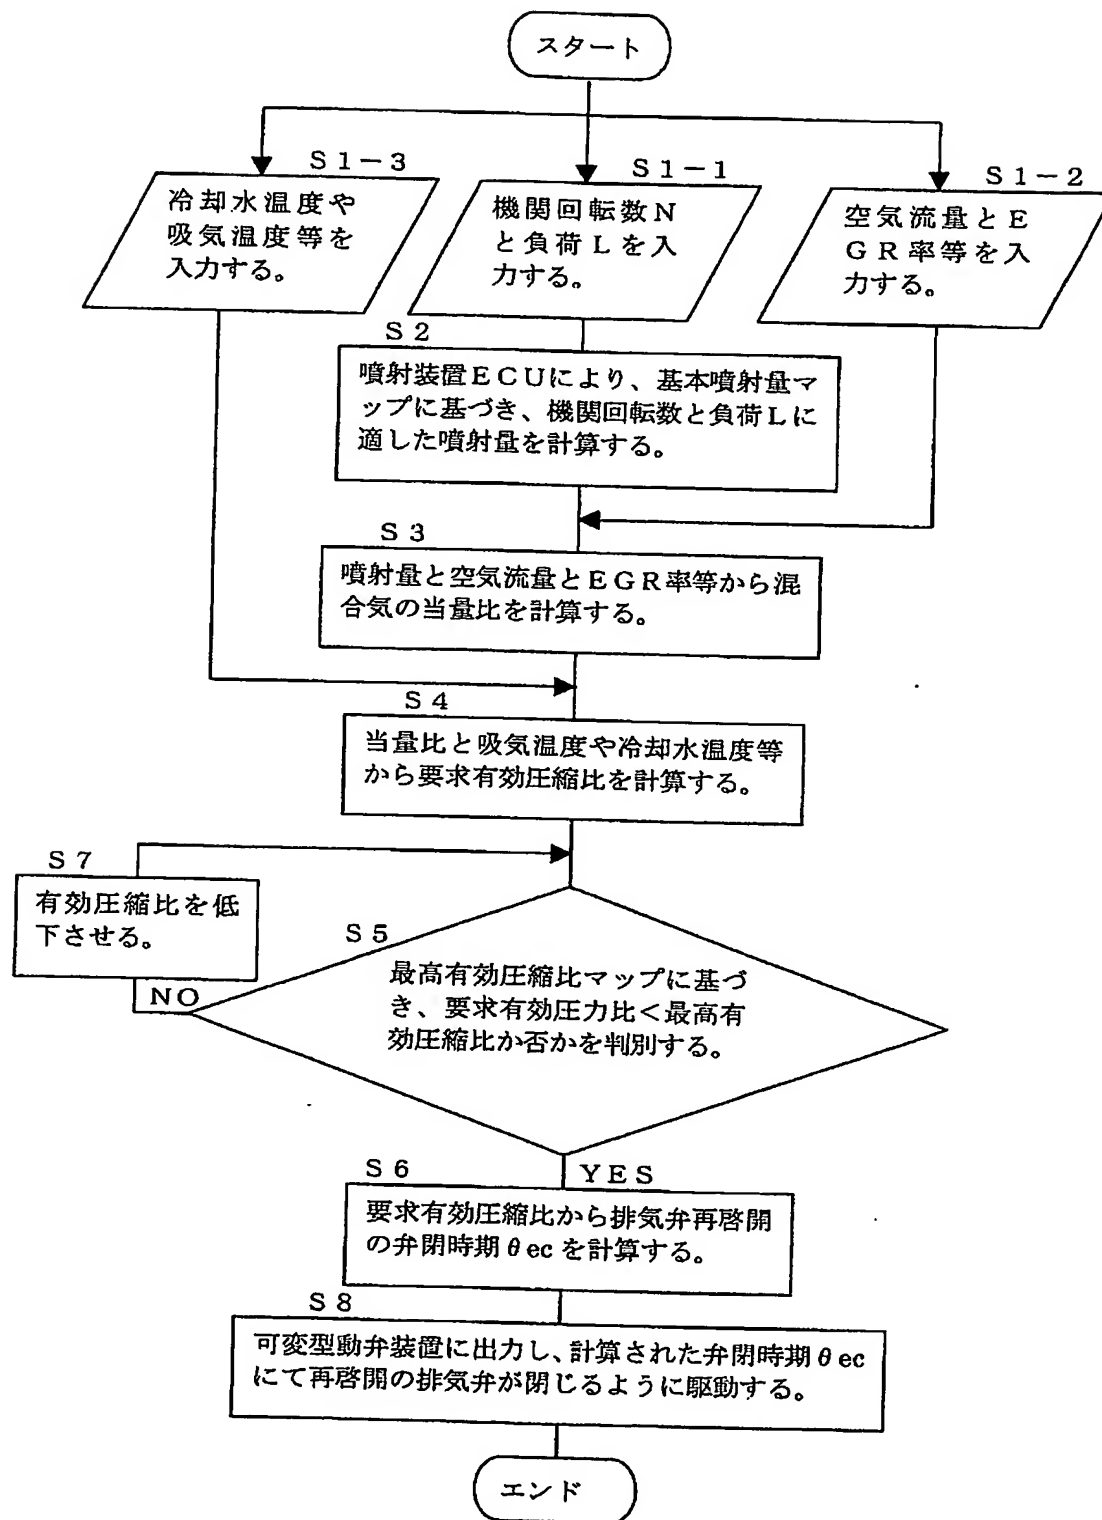 スタート
S1-3
冷却水温度や
吸気温度等を
入力する。
S1-1
機関回転数N
と負荷Lを入
力する。
S1-2
空気流量とE
GR率等を入
力する。
S2
噴射装置ECUにより、基本噴射量マ
ップに基づき、機関回転数と負荷Lに
適した噴射量を計算する。
S3
噴射量と空気流量とEGR率等から混
合気の当量比を計算する。
S4
当量比と吸気温度や冷却水温度等
から要求有効圧縮比を計算する。
S7
有効圧縮比を低
下させる。
NO
S5
最高有効圧縮比マップに基づ
き、要求有効圧力比<最高有
効圧縮比か否かを判別する。
YES
S6
要求有効圧縮比から排気弁再啓開
の弁閉時期θecを計算する。
S8
可変型動弁装置に出力し、計算された弁閉時期θec
にて再啓開の排気弁が閉じるように駆動する。
エンド